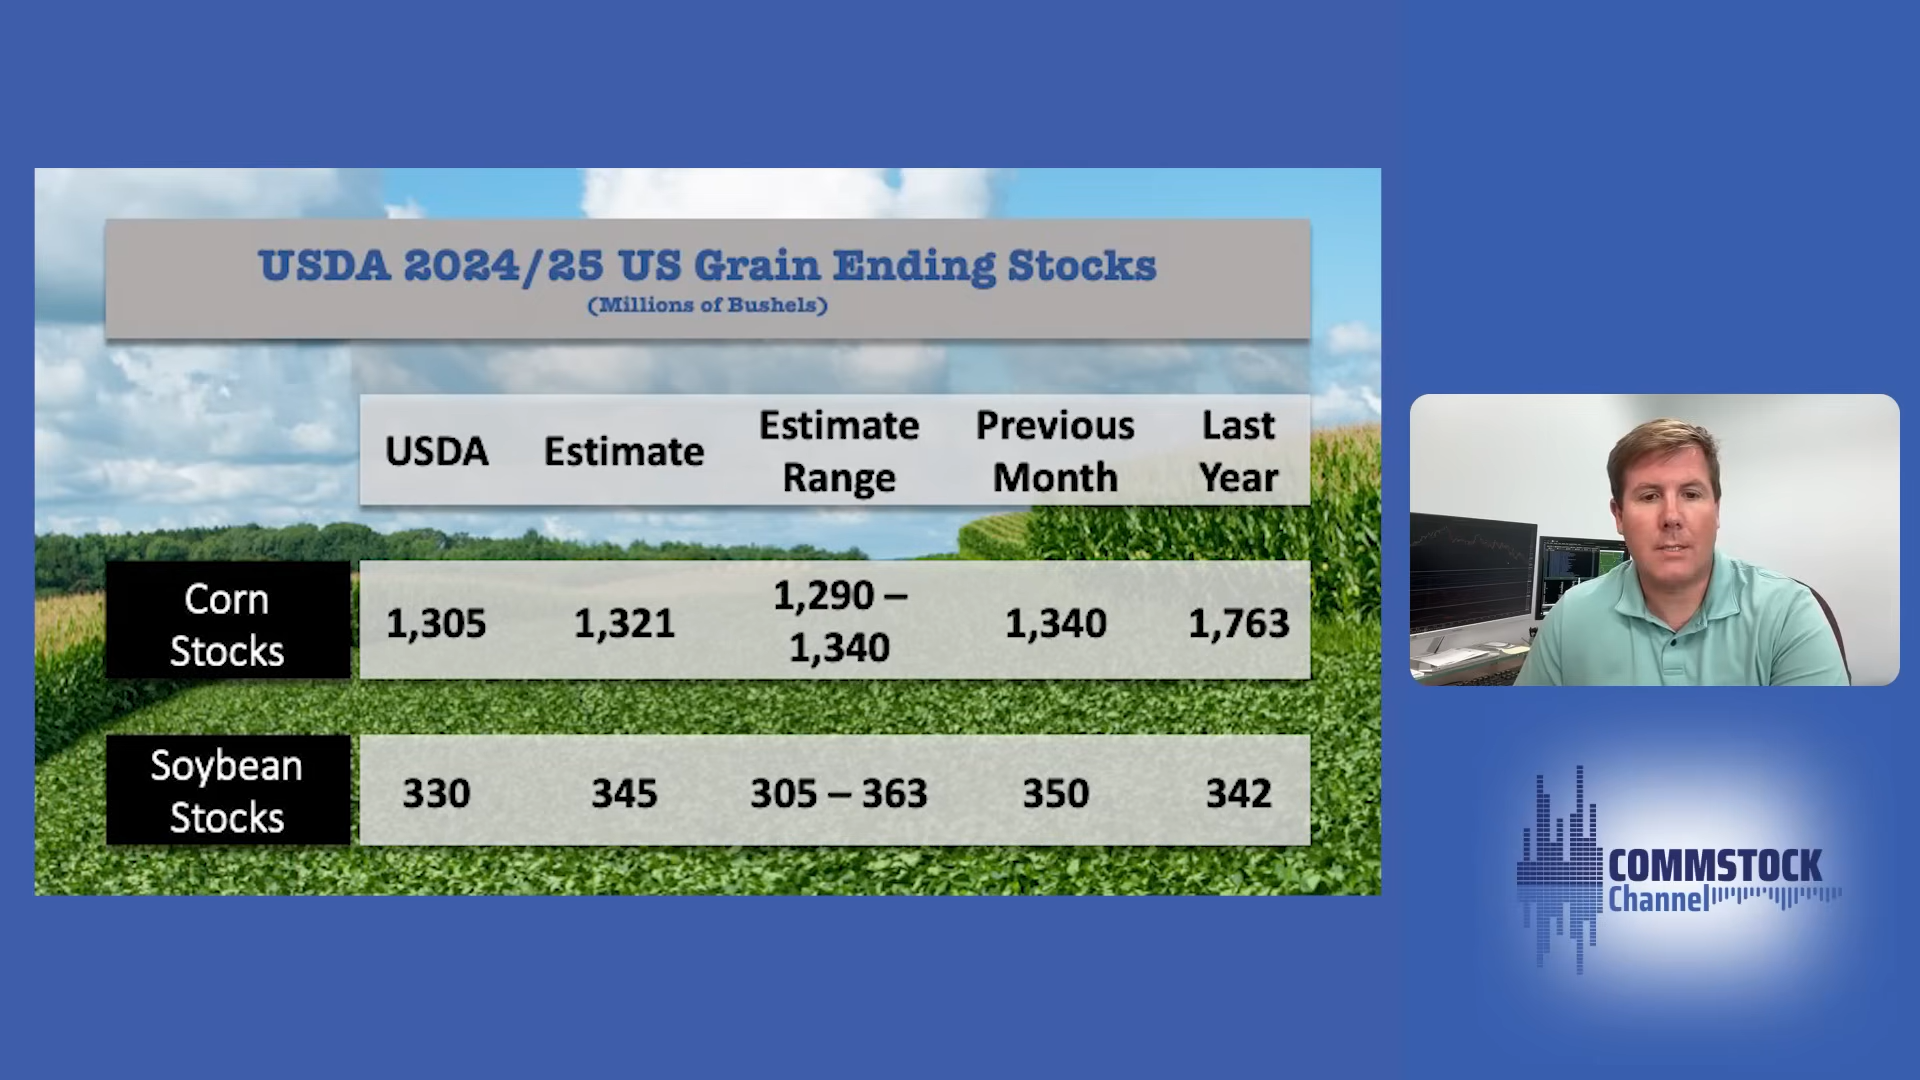 USDA 2024/25 US Grain Ending Stocks
(Millions of Bushels)
USDA
Estimate
Estimate
Range
Previous
Month
Last
Year
Corn
Stocks
1,305
1,321
1,290 –
1,340
1,340
1,763
Soybean
Stocks
330
345
305 – 363
350
342
COMMSTOCK
Channel